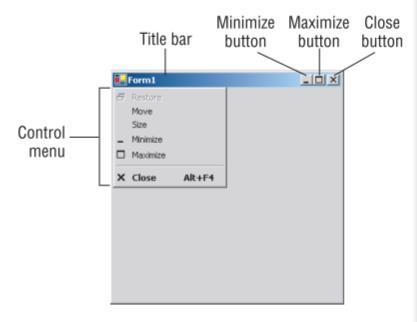 Minimize button
Maximize button
Close button
Title bar
Form1
Control menu
Restore
Move
Size
Minimize
Maximize
Close Alt+F4